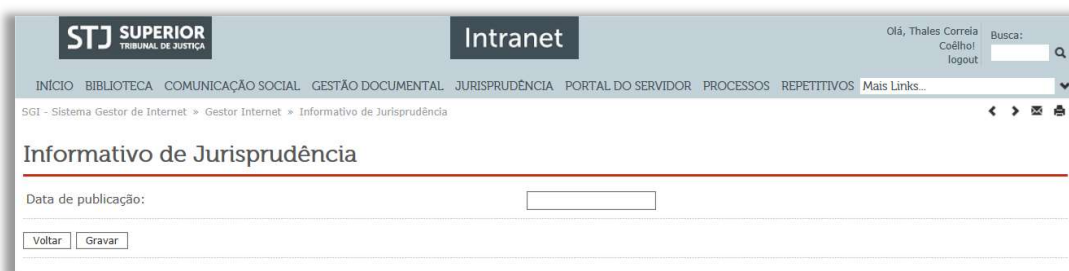 STJ SUPERIOR
TRIBUNAL DE JUSTIÇA
Intranet
Olá, Thales Correia
Coêlho!
logout
Busca:
INÍCIO BIBLIOTECA COMUNICAÇÃO SOCIAL GESTÃO DOCUMENTAL JURISPRUDÊNCIA PORTAL DO SERVIDOR PROCESSOS REPETITIVOS Mais Links...
SGI - Sistema Gestor de Internet » Gestor Internet » Informativo de Jurisprudência
Informativo de Jurisprudência
Data de publicação:
Voltar Gravar